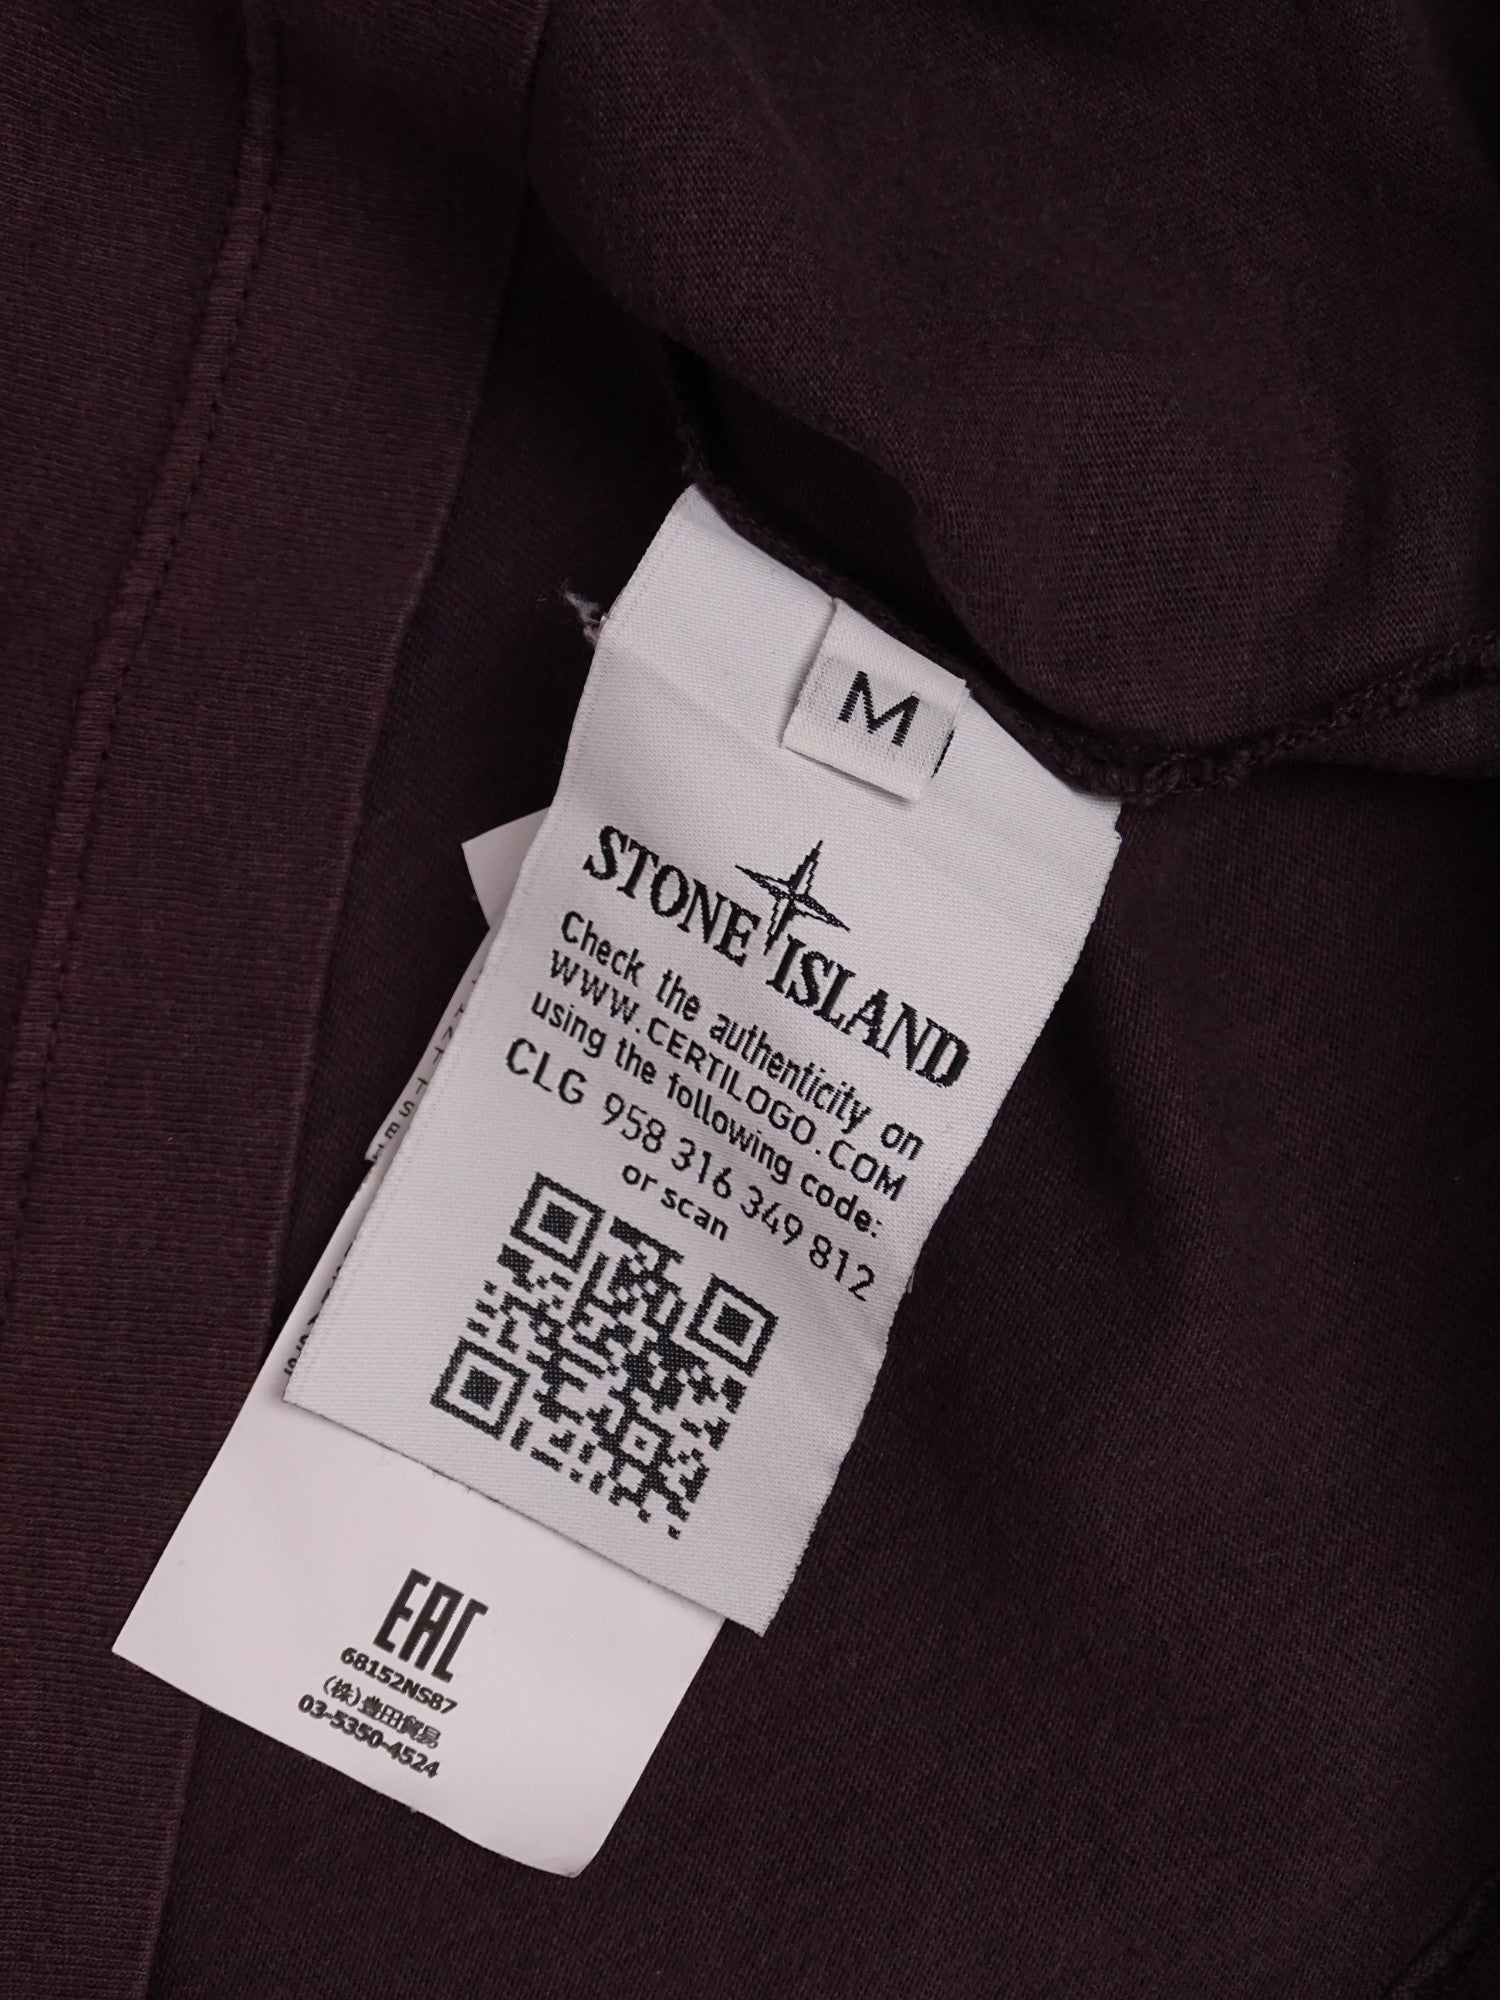 M
STONE ISLAND
Check the authenticity on
WWW.CERTILOGO.COM
using the following code:
CLG 958 316 349 812
or scan
EAC
68152NS87
(株)豊田貿易
03-5350-4524